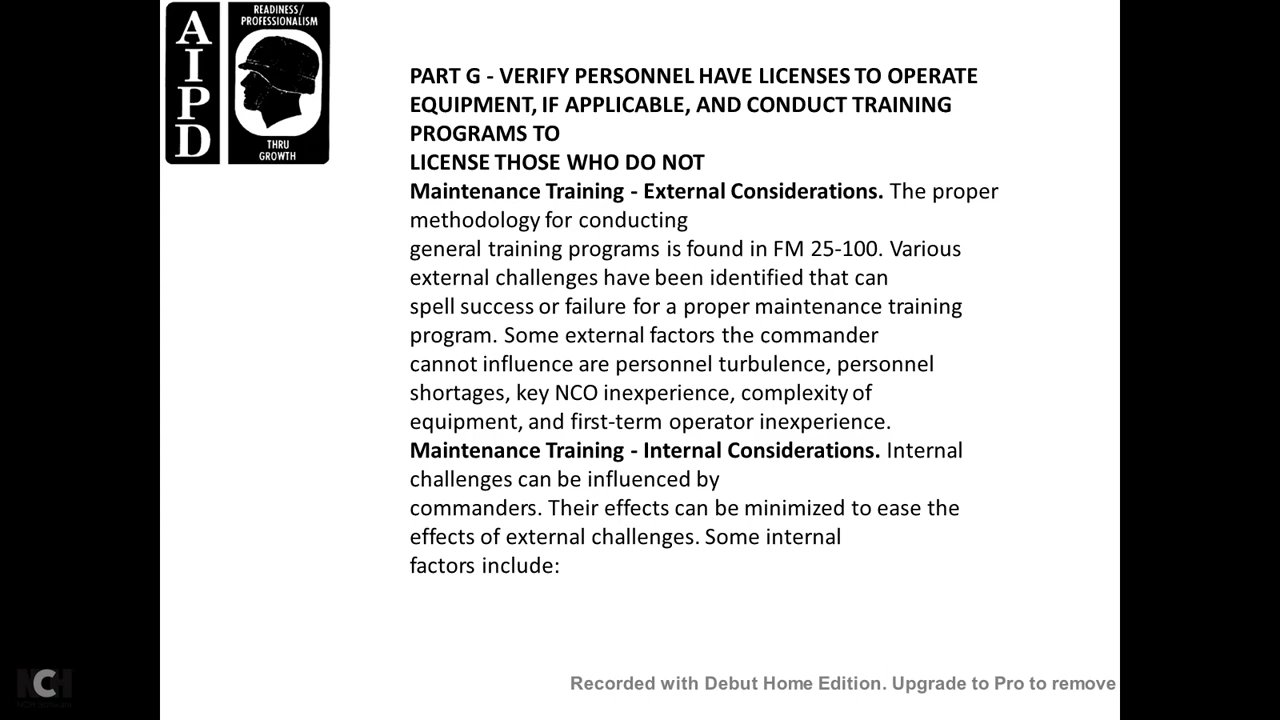 READINESS/
PROFESSIONALISM
AIPD
THRU
GROWTH
PART G - VERIFY PERSONNEL HAVE LICENSES TO OPERATE
EQUIPMENT, IF APPLICABLE, AND CONDUCT TRAINING
PROGRAMS TO
LICENSE THOSE WHO DO NOT
Maintenance Training - External Considerations. The proper
methodology for conducting
general training programs is found in FM 25-100. Various
external challenges have been identified that can
spell success or failure for a proper maintenance training
program. Some external factors the commander
cannot influence are personnel turbulence, personnel
shortages, key NCO inexperience, complexity of
equipment, and first-term operator inexperience.
Maintenance Training - Internal Considerations. Internal
challenges can be influenced by
commanders. Their effects can be minimized to ease the
effects of external challenges. Some internal
factors include:
NCH
Recorded with Debut Home Edition. Upgrade to Pro to remove